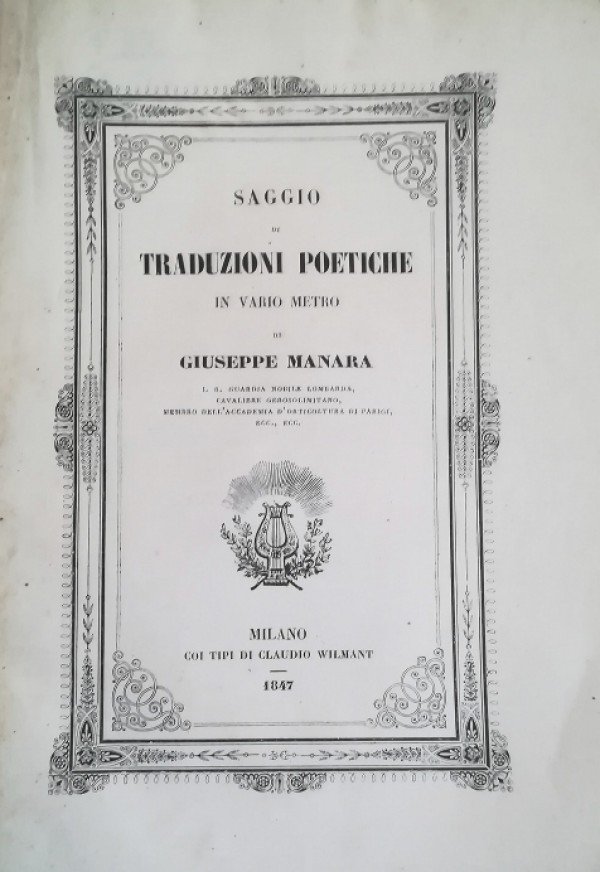 SAGGIO
DI
TRADUZIONI POETICHE
IN VARIO METRO
DI
GIUSEPPE MANARA
I. R. GUARDIA NOBILE LOMBARDA,
CAVALIERE GEROSOLIMITANO,
MEMBRO DELL'ACCADEMIA D'ORTICOLTURA DI PARIGI,
ECC., ECC.
MILANO
COI TIPI DI CLAUDIO WILMANT
1847